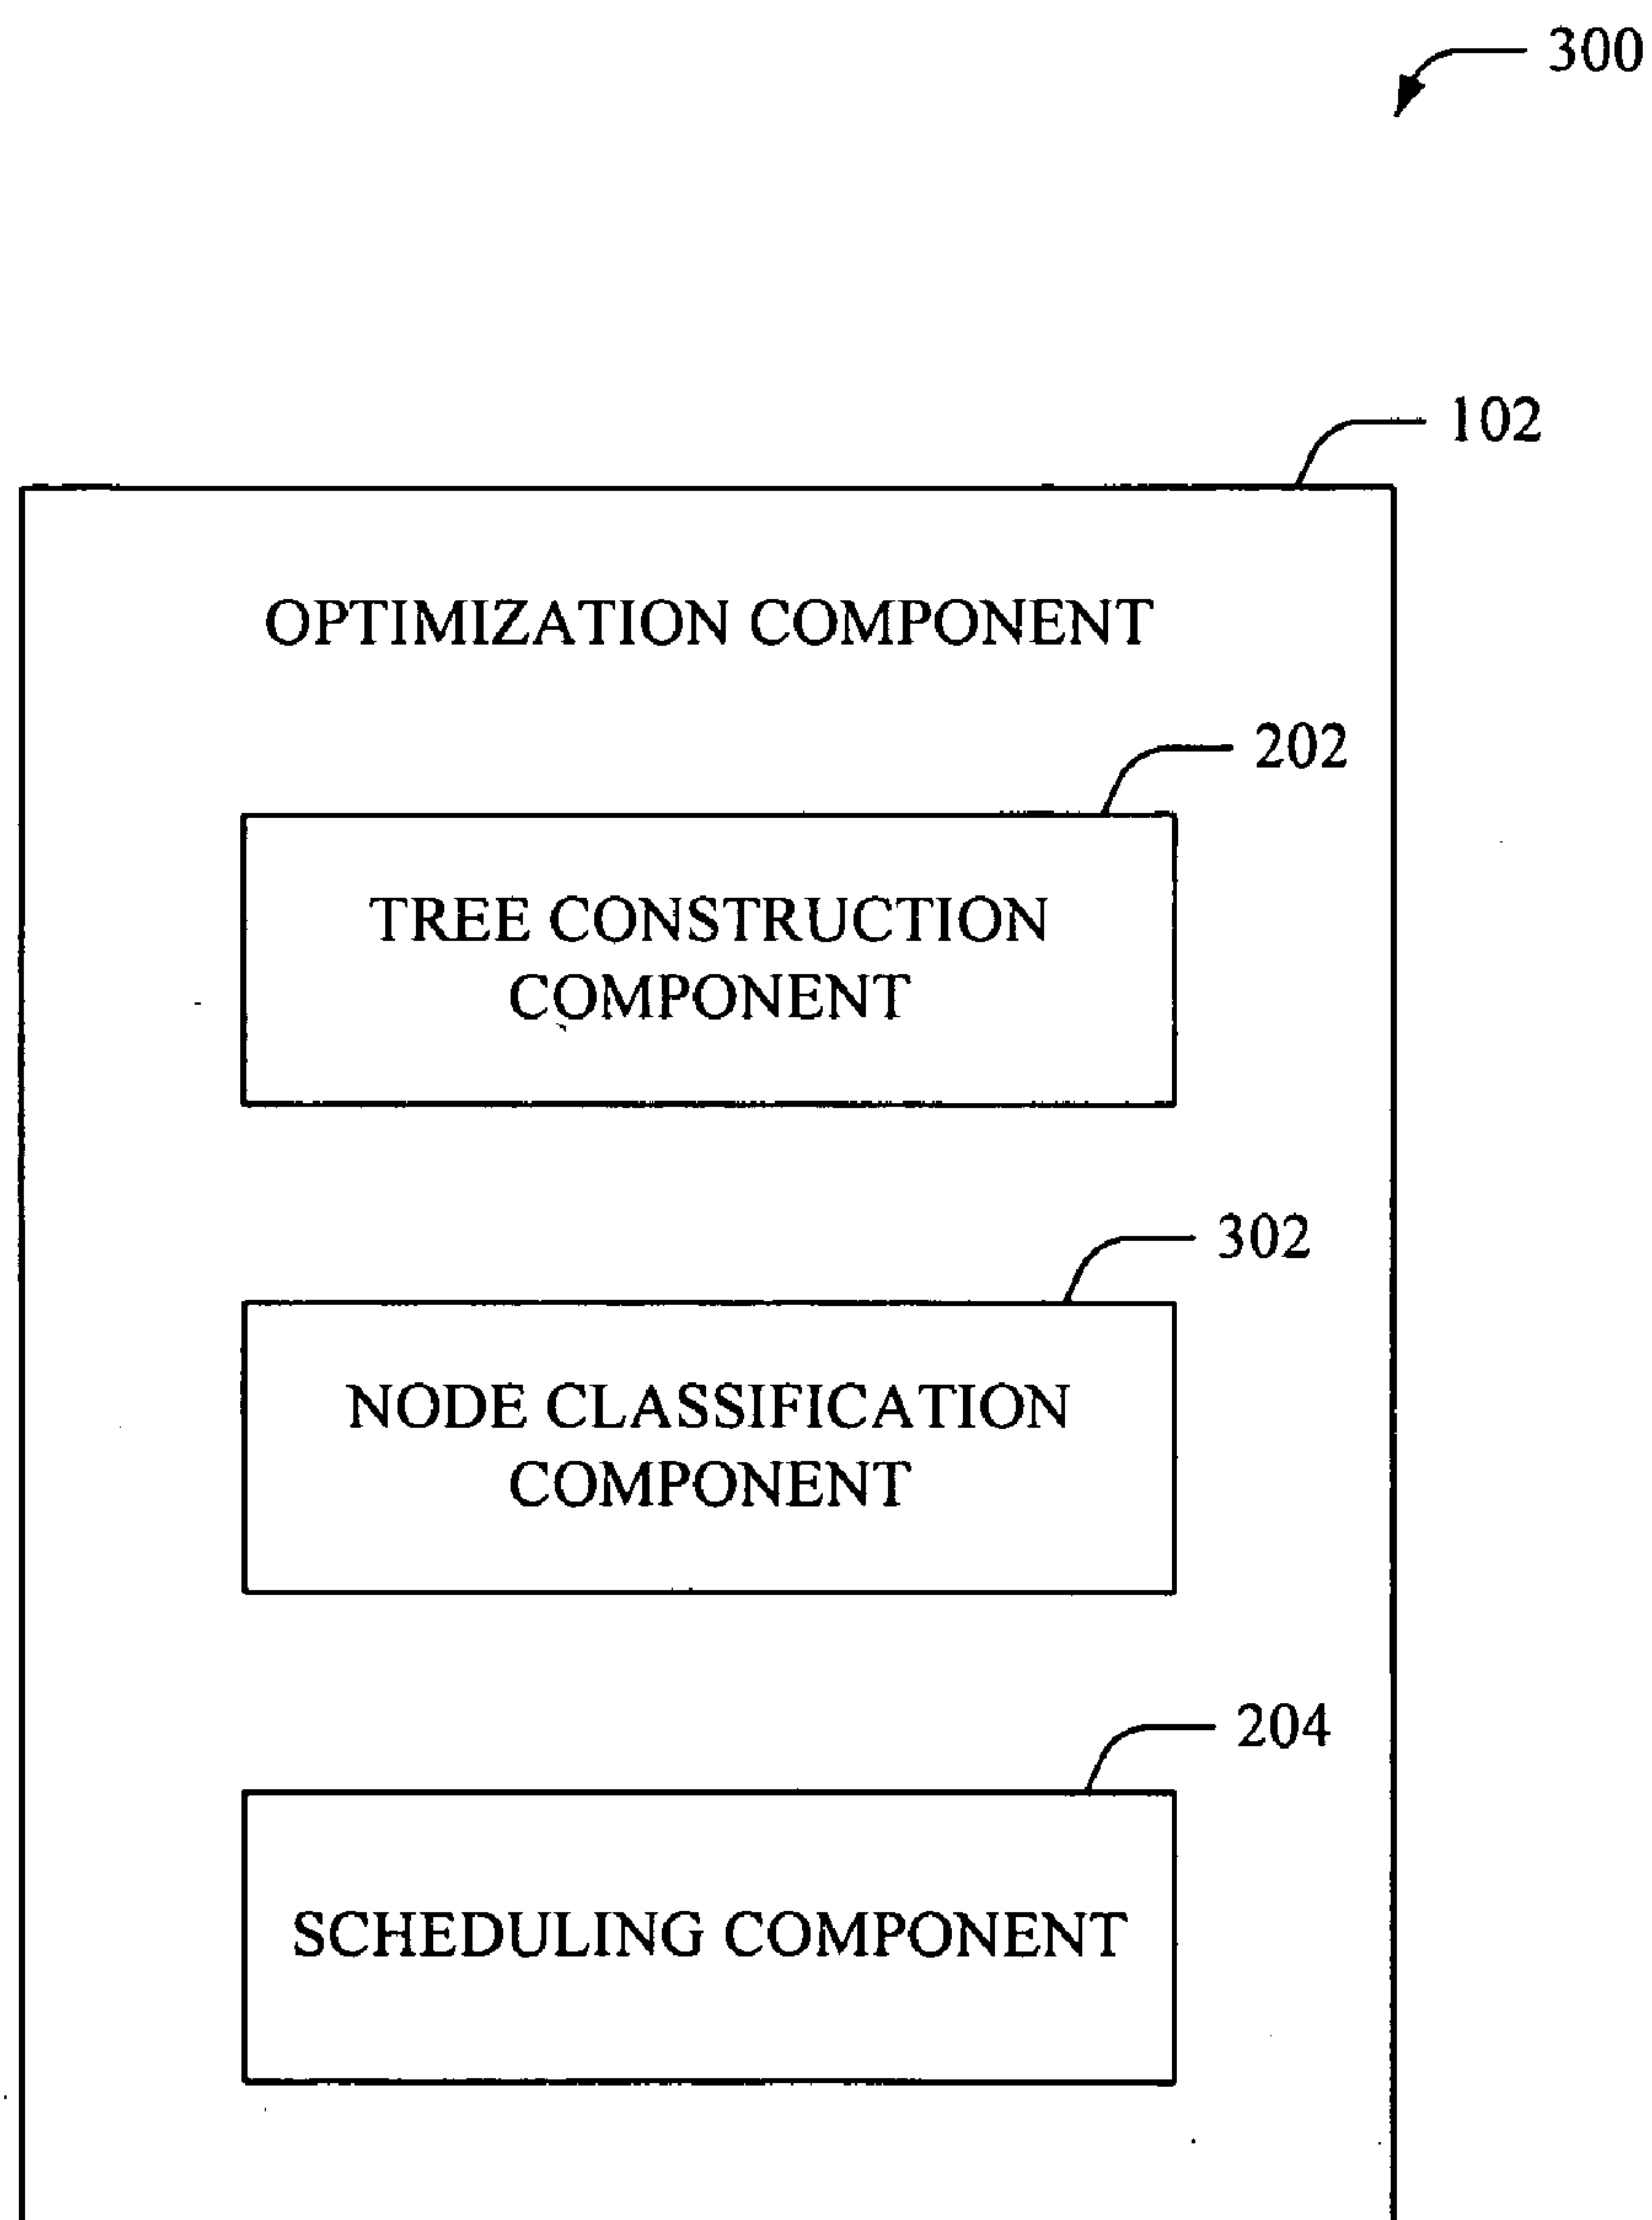 300
102
OPTIMIZATION COMPONENT
202
TREE CONSTRUCTION
COMPONENT
302
NODE CLASSIFICATION
COMPONENT
204
SCHEDULING COMPONENT